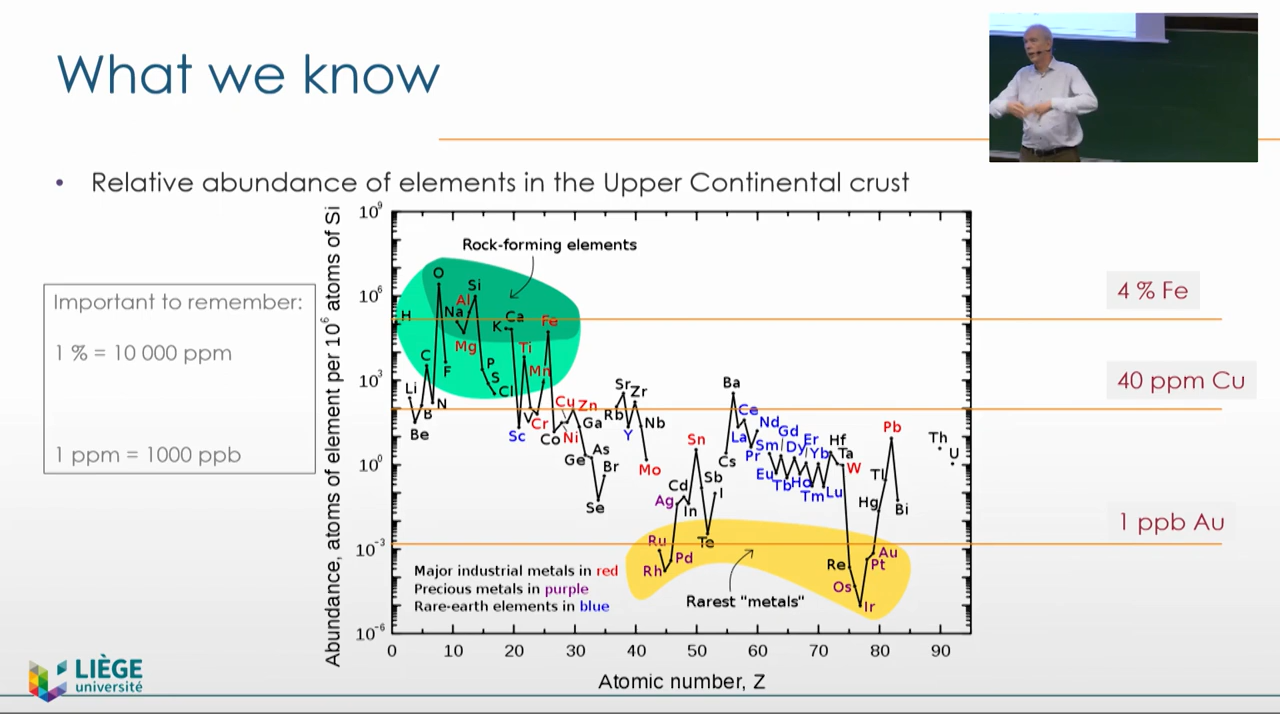 What we know
• Relative abundance of elements in the Upper Continental crust
Important to remember:
1 % = 10 000 ppm
1 ppm = 1000 ppb
Abundance, atoms of element per 10⁶ atoms of Si
10⁹
10⁶
10³
10⁰
10⁻³
10⁻⁶
Rock-forming elements
H
Li
Be
B
C
N
O
F
Na
Mg
Al
Si
P
S
Cl
K
Ca
Sc
Ti
V
Cr
Mn
Fe
Co
Ni
Cu
Zn
Ga
Ge
As
Se
Br
Rb
Sr
Y
Zr
Nb
Mo
Ru
Rh
Pd
Ag
Cd
In
Sn
Sb
Te
I
Cs
Ba
La
Ce
Pr
Nd
Sm
Eu
Gd
Tb
Dy
Ho
Er
Tm
Yb
Lu
Hf
Ta
W
Re
Os
Ir
Pt
Au
Hg
Tl
Pb
Bi
Th
U
Major industrial metals in red
Precious metals in purple
Rare-earth elements in blue
Rarest "metals"
0 10 20 30 40 50 60 70 80 90
Atomic number, Z
4 % Fe
40 ppm Cu
1 ppb Au
LIÈGE
université